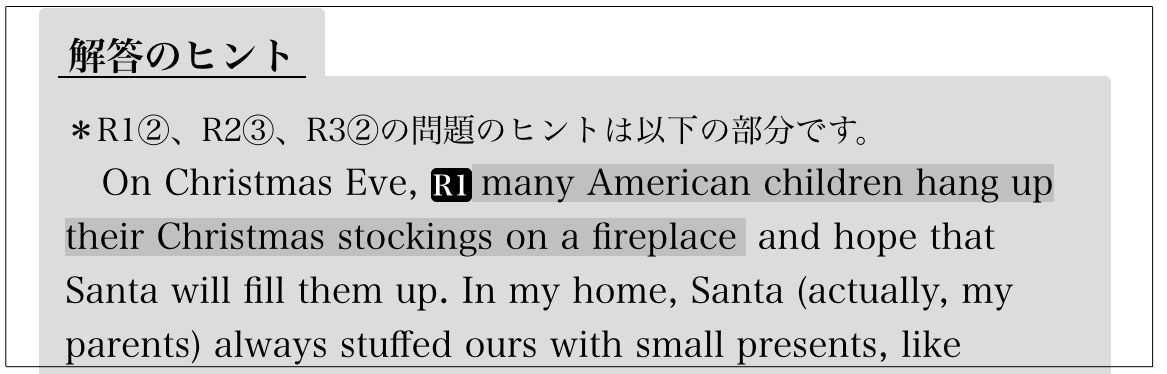 解答のヒント
＊R1②、R2③、R3②の問題のヒントは以下の部分です。
On Christmas Eve, R1 many American children hang up
their Christmas stockings on a fireplace and hope that
Santa will fill them up. In my home, Santa (actually, my
parents) always stuffed ours with small presents, like